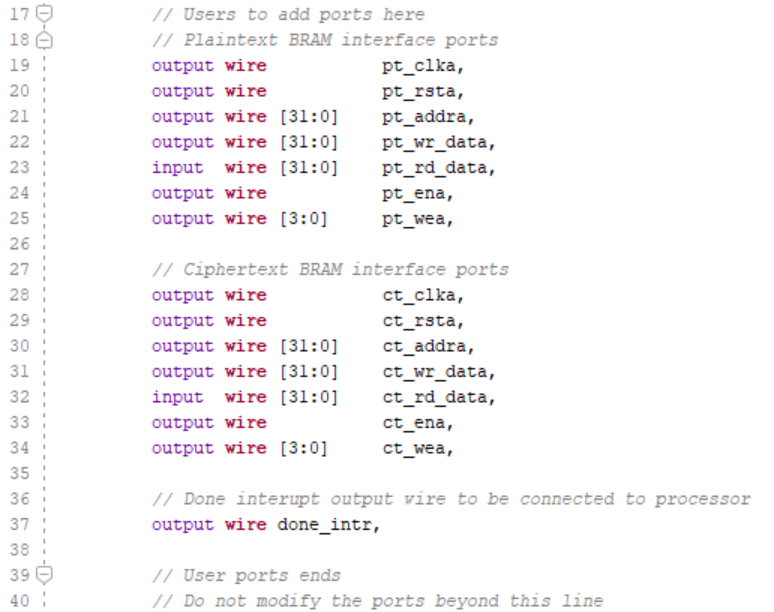 17 // Users to add ports here
18 // Plaintext BRAM interface ports
19 output wire pt_clka,
20 output wire pt_rsta,
21 output wire [31:0] pt_addra,
22 output wire [31:0] pt_wr_data,
23 input wire [31:0] pt_rd_data,
24 output wire pt_ena,
25 output wire [3:0] pt_wea,
26
27 // Ciphertext BRAM interface ports
28 output wire ct_clka,
29 output wire ct_rsta,
30 output wire [31:0] ct_addra,
31 output wire [31:0] ct_wr_data,
32 input wire [31:0] ct_rd_data,
33 output wire ct_ena,
34 output wire [3:0] ct_wea,
35
36 // Done interupt output wire to be connected to processor
37 output wire done_intr,
38
39 // User ports ends
40 // Do not modify the ports beyond this line